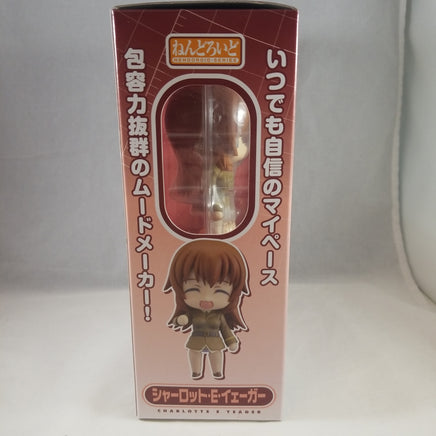 ねんどろいど
NENDOROID SERIES
いつでも自信のマイペース
包容力抜群のムードメーカー!
シャーロット・E・イェーガー
CHARLOTTE E YEAGER